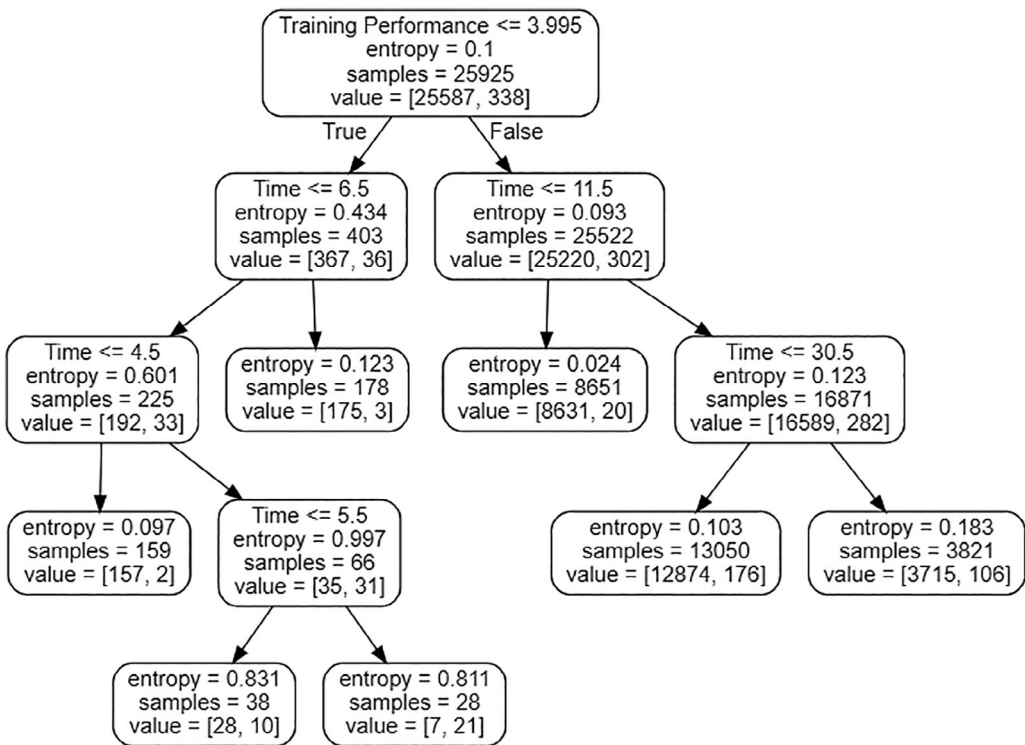 Training Performance <= 3.995
entropy = 0.1
samples = 25925
value = [25587, 338]
True
False
Time <= 6.5
entropy = 0.434
samples = 403
value = [367, 36]
Time <= 11.5
entropy = 0.093
samples = 25522
value = [25220, 302]
Time <= 4.5
entropy = 0.601
samples = 225
value = [192, 33]
entropy = 0.123
samples = 178
value = [175, 3]
entropy = 0.024
samples = 8651
value = [8631, 20]
Time <= 30.5
entropy = 0.123
samples = 16871
value = [16589, 282]
entropy = 0.097
samples = 159
value = [157, 2]
Time <= 5.5
entropy = 0.997
samples = 66
value = [35, 31]
entropy = 0.103
samples = 13050
value = [12874, 176]
entropy = 0.183
samples = 3821
value = [3715, 106]
entropy = 0.831
samples = 38
value = [28, 10]
entropy = 0.811
samples = 28
value = [7, 21]